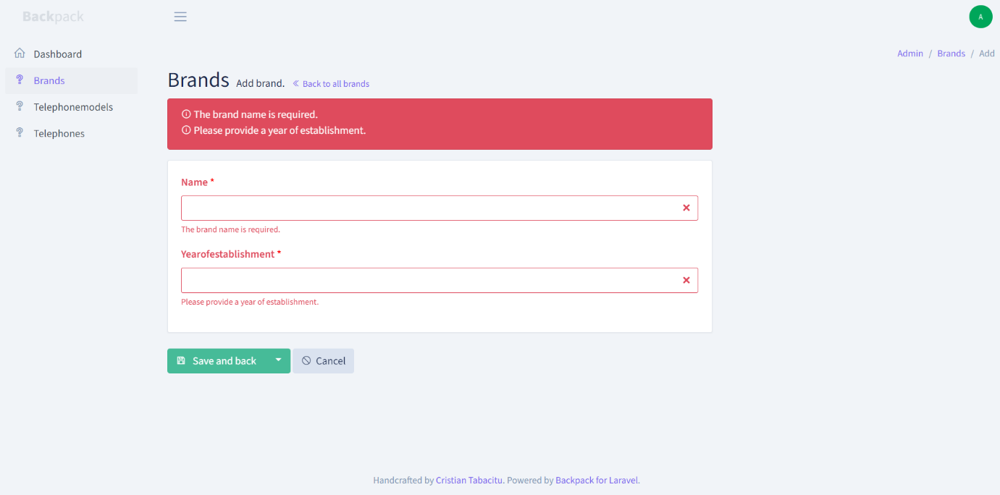 Backpack
A
Dashboard
Brands
Telephonemodels
Telephones
Admin / Brands / Add
Brands Add brand. « Back to all brands
The brand name is required.
Please provide a year of establishment.
Name *
The brand name is required.
Yearofestablishment *
Please provide a year of establishment.
Save and back
Cancel
Handcrafted by Cristian Tabacitu. Powered by Backpack for Laravel.